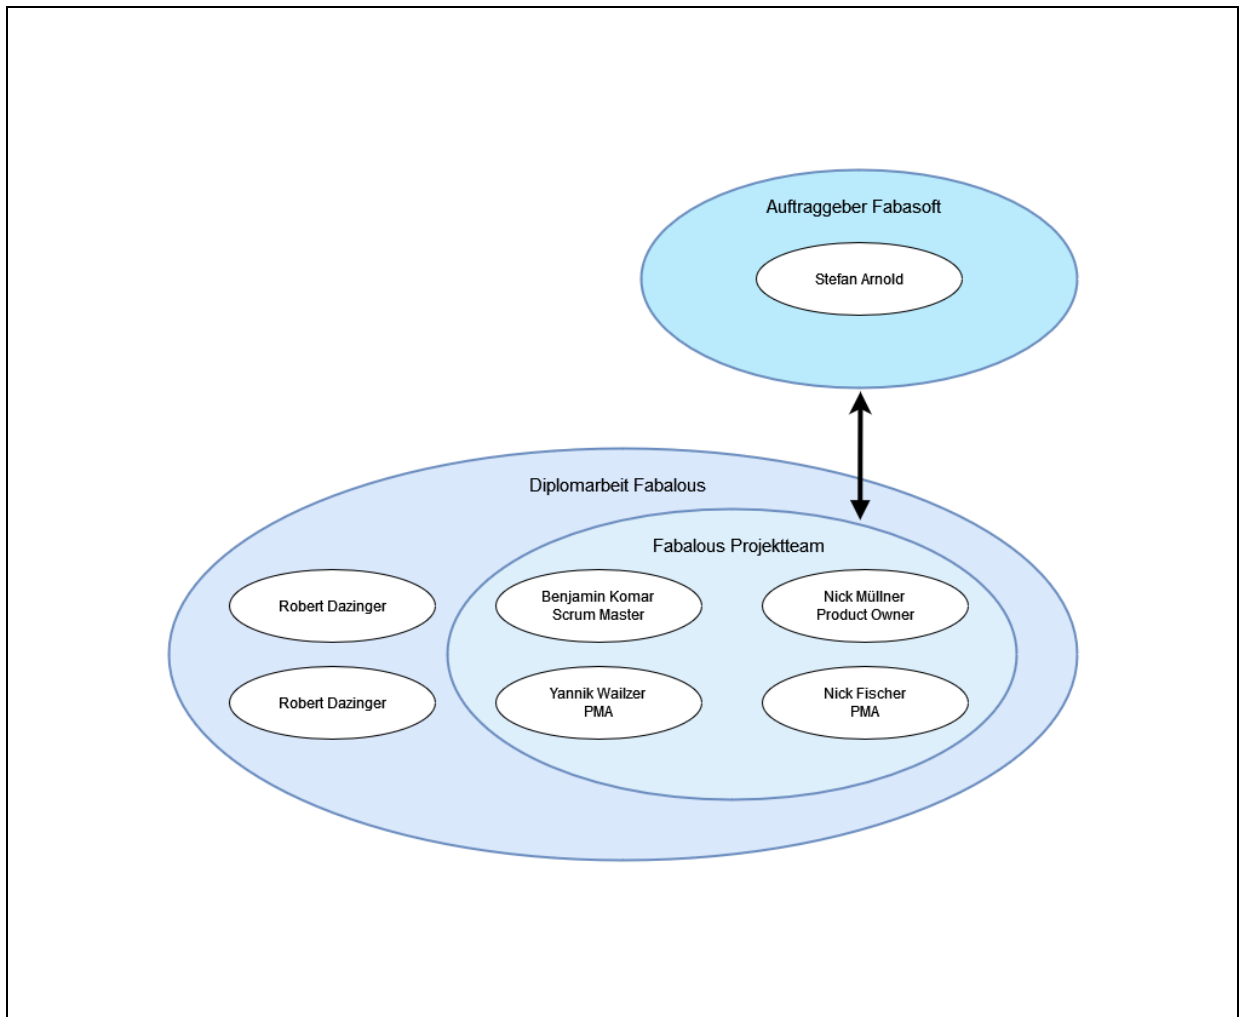 Auftraggeber Fabasoft
Stefan Arnold
Diplomarbeit Fabalous
Fabalous Projektteam
Robert Dazinger
Benjamin Komar
Scrum Master
Nick Müllner
Product Owner
Robert Dazinger
Yannik Wailzer
PMA
Nick Fischer
PMA